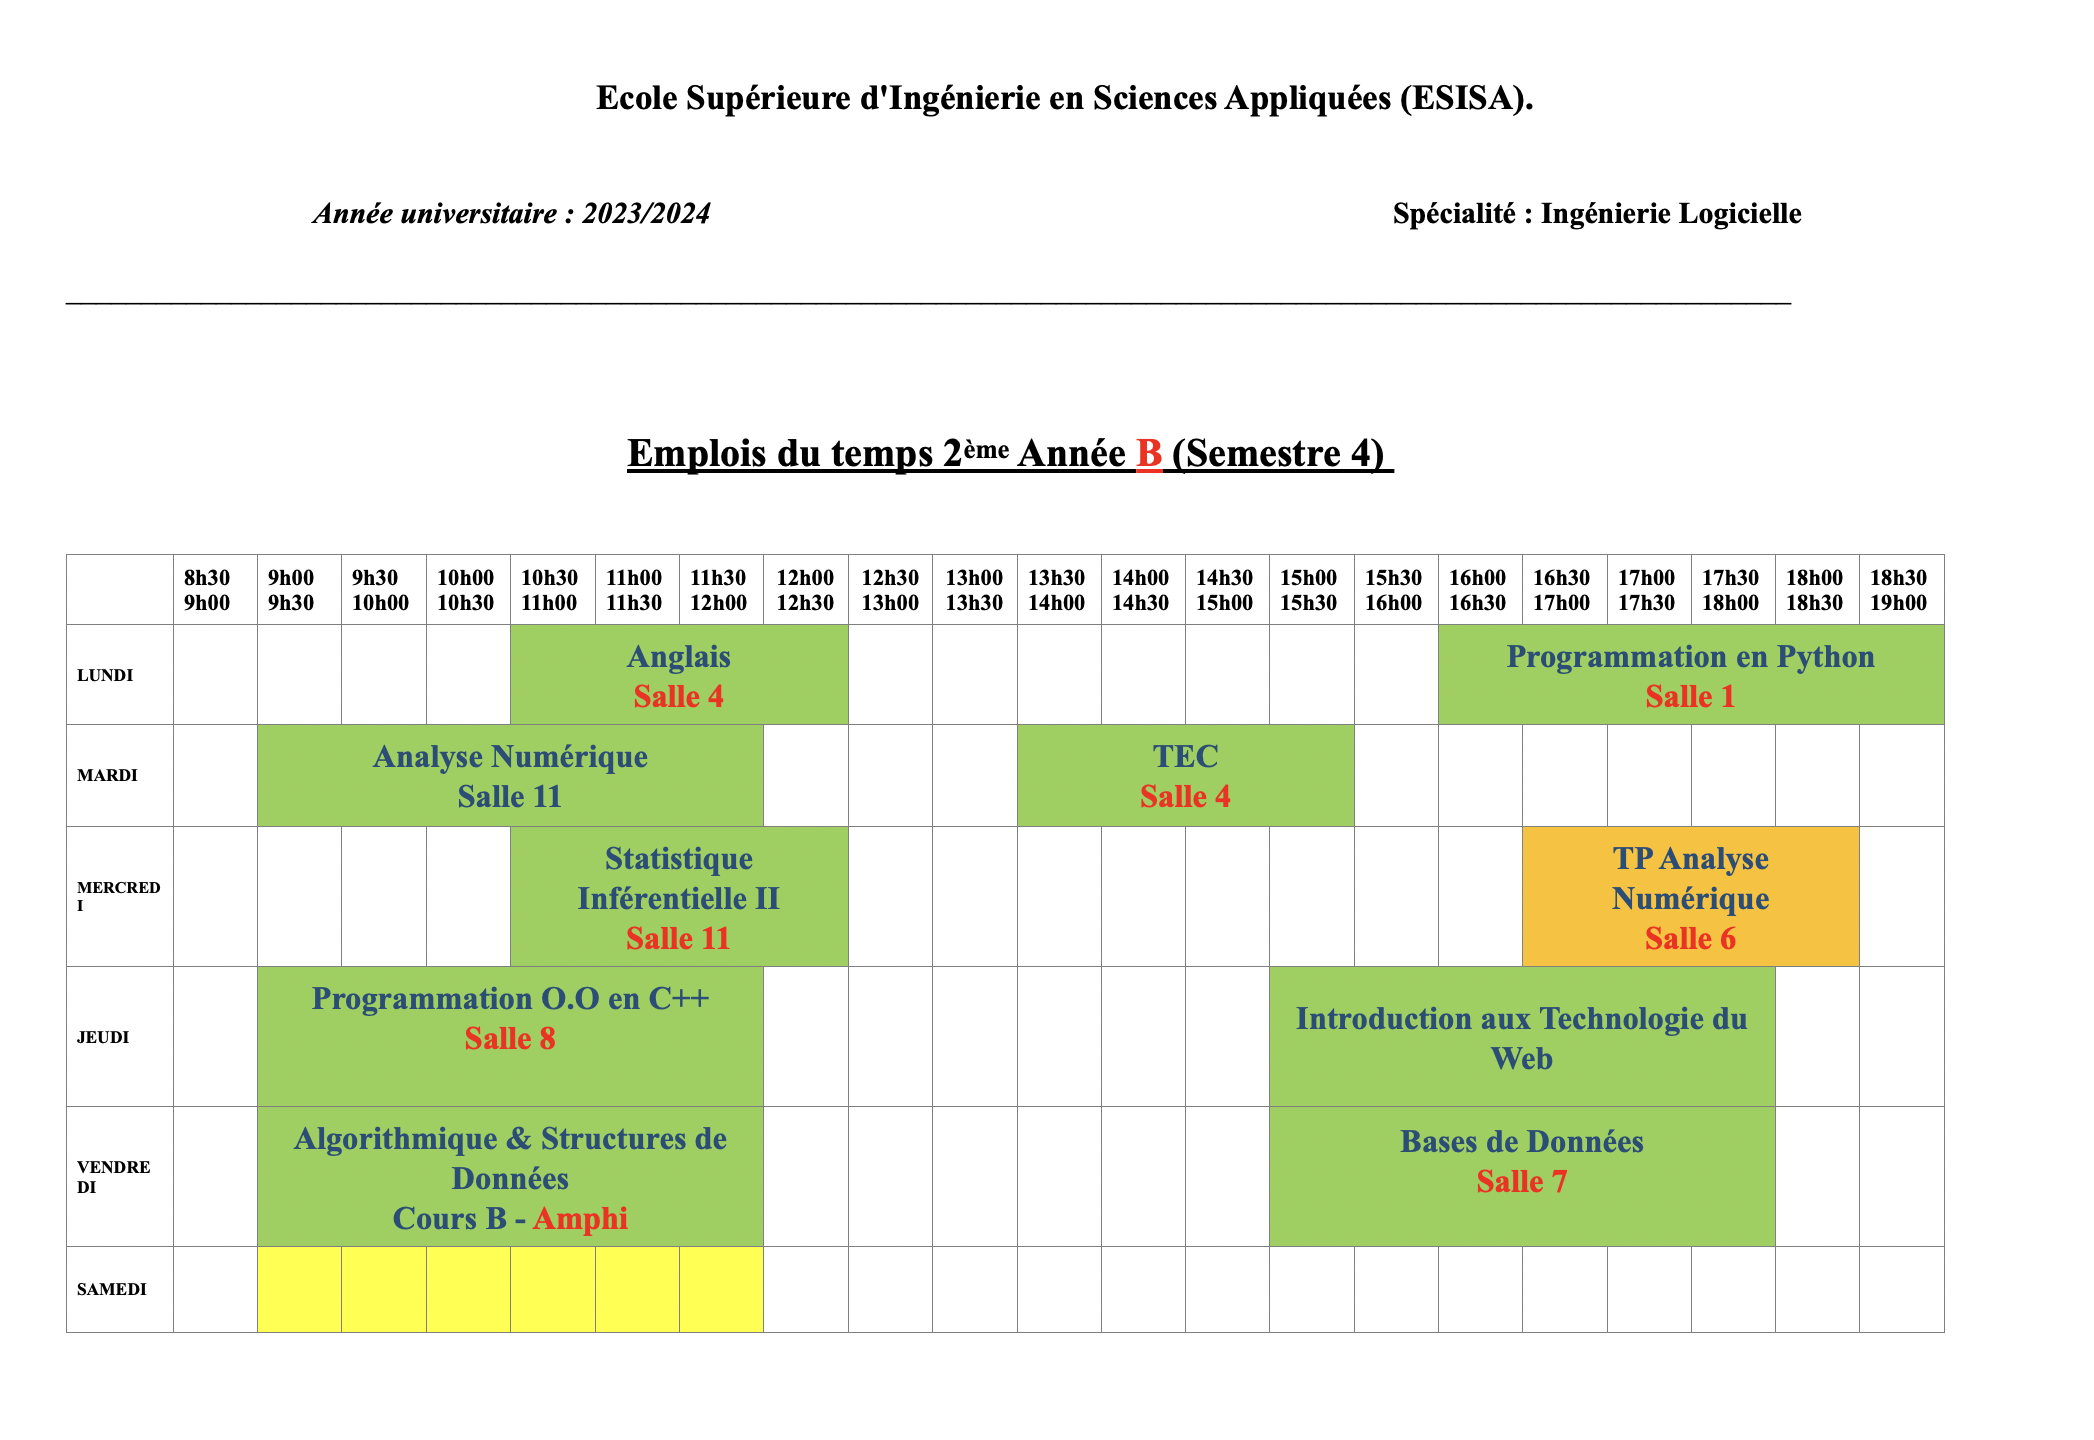 Ecole Supérieure d'Ingénierie en Sciences Appliquées (ESISA).
Année universitaire : 2023/2024
Spécialité : Ingénierie Logicielle
Emplois du temps 2ème Année B (Semestre 4)
8h30 9h00 9h30 10h00 10h30 11h00 11h30 12h00 12h30 13h00 13h30 14h00 14h30 15h00 15h30 16h00 16h30 17h00 17h30 18h00 18h30
9h00 9h30 10h00 10h30 11h00 11h30 12h00 12h30 13h00 13h30 14h00 14h30 15h00 15h30 16h00 16h30 17h00 17h30 18h00 18h30 19h00
LUNDI
Anglais
Salle 4
Programmation en Python
Salle 1
MARDI
Analyse Numérique
Salle 11
TEC
Salle 4
MERCRED
I
Statistique
Inférentielle II
Salle 11
TP Analyse
Numérique
Salle 6
JEUDI
Programmation O.O en C++
Salle 8
Introduction aux Technologie du
Web
VENDRE
DI
Algorithmique & Structures de
Données
Cours B - Amphi
Bases de Données
Salle 7
SAMEDI